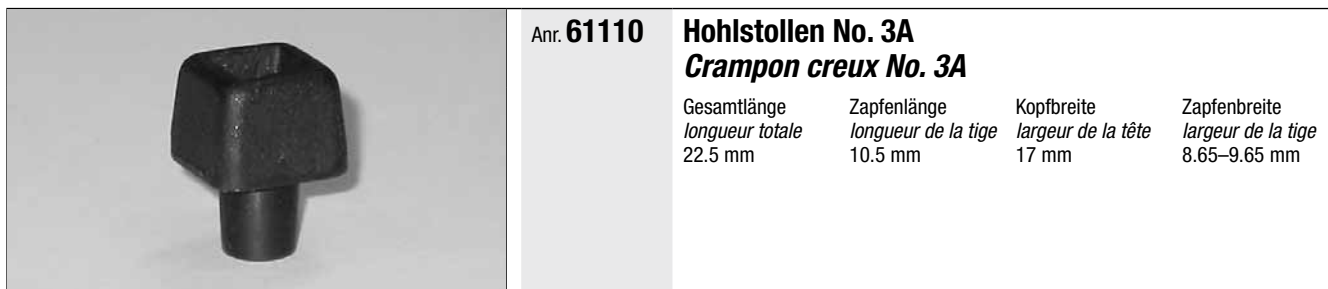 Anr. 61110
Hohlstollen No. 3A
Crampon creux No. 3A
Gesamtlänge Zapfenlänge Kopfbreite Zapfenbreite
longueur totale longueur de la tige largeur de la tête largeur de la tige
22.5 mm 10.5 mm 17 mm 8.65–9.65 mm